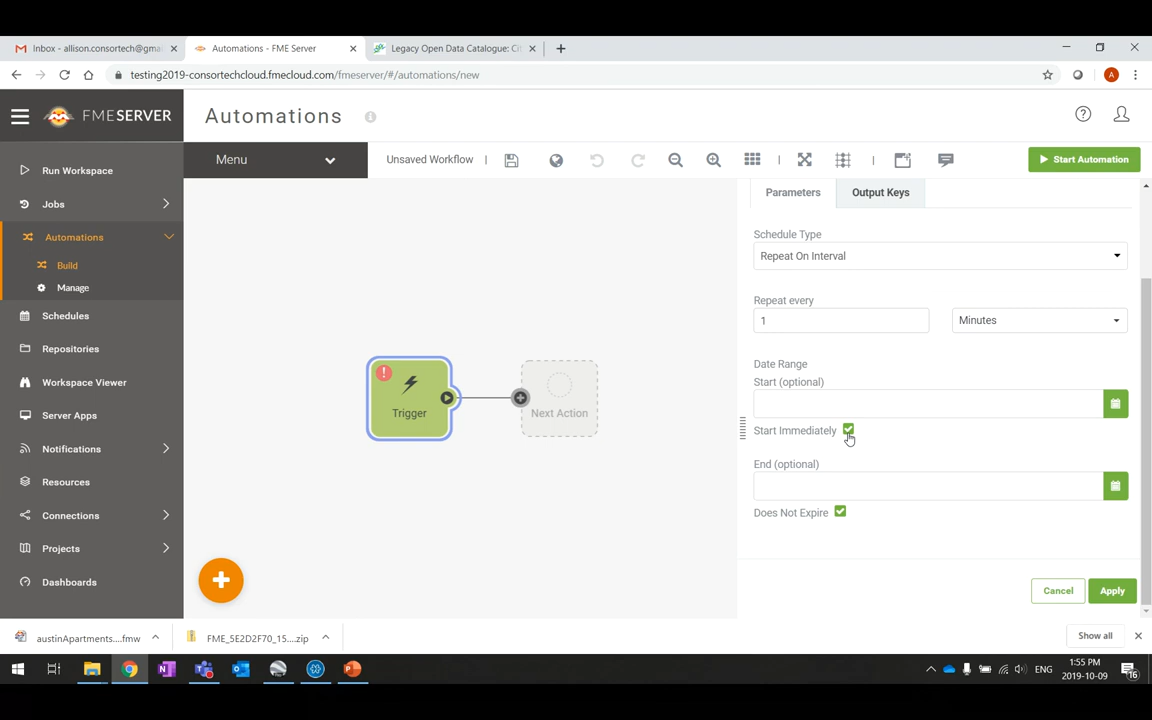 Inbox - allison.consortech@gmai
Automations - FME Server
Legacy Open Data Catalogue: Cit
testing2019-consortechcloud.fmecloud.com/fmeserver/#/automations/new
A
FMESERVER
Automations
Menu
Unsaved Workflow
Start Automation
Run Workspace
Jobs
Automations
Build
Manage
Schedules
Repositories
Workspace Viewer
Server Apps
Notifications
Resources
Connections
Projects
Dashboards
Trigger
Next Action
Parameters
Output Keys
Schedule Type
Repeat On Interval
Repeat every
1
Minutes
Date Range
Start (optional)
Start Immediately
End (optional)
Does Not Expire
Cancel
Apply
austinApartments....fmw
FME_5E2D2F70_15....zip
Show all
ENG
1:55 PM
2019-10-09
16